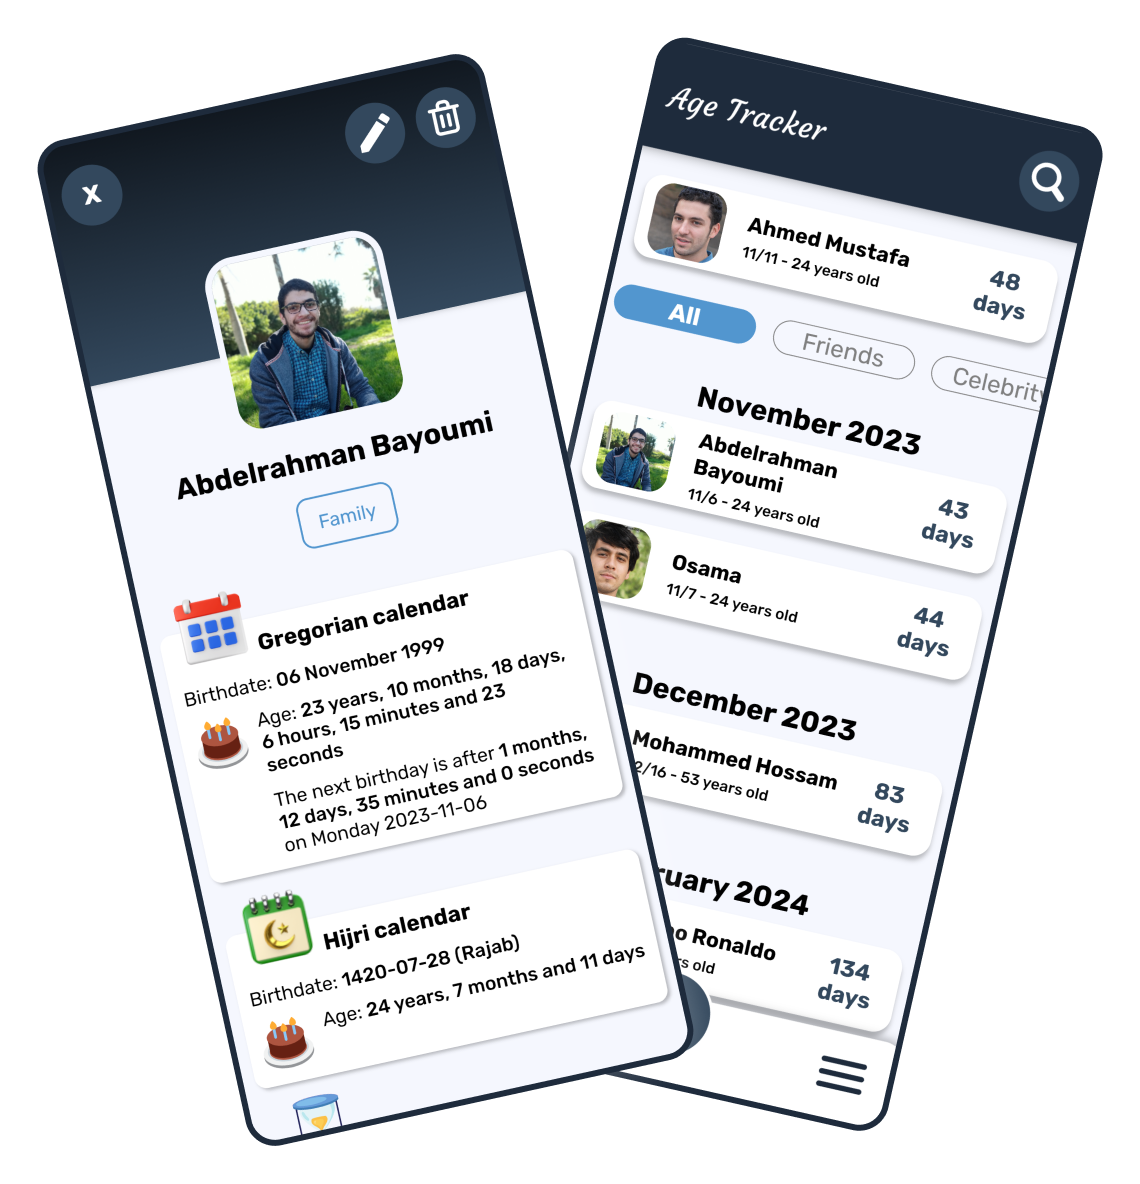 X
Abdelrahman Bayoumi
Family
Gregorian calendar
Birthdate: 06 November 1999
Age: 23 years, 10 months, 18 days,
6 hours, 15 minutes and 23
seconds
The next birthday is after 1 months,
12 days, 35 minutes and 0 seconds
on Monday 2023-11-06
Hijri calendar
Birthdate: 1420-07-28 (Rajab)
Age: 24 years, 7 months and 11 days
Age Tracker
Ahmed Mustafa
11/11 - 24 years old
48
days
All
Friends
Celebrity
November 2023
Abdelrahman
Bayoumi
11/6 - 24 years old
43
days
Osama
11/7 - 24 years old
44
days
December 2023
Mohammed Hossam
2/16 - 53 years old
83
days
ruary 2024
Ronaldo
rs old
134
days